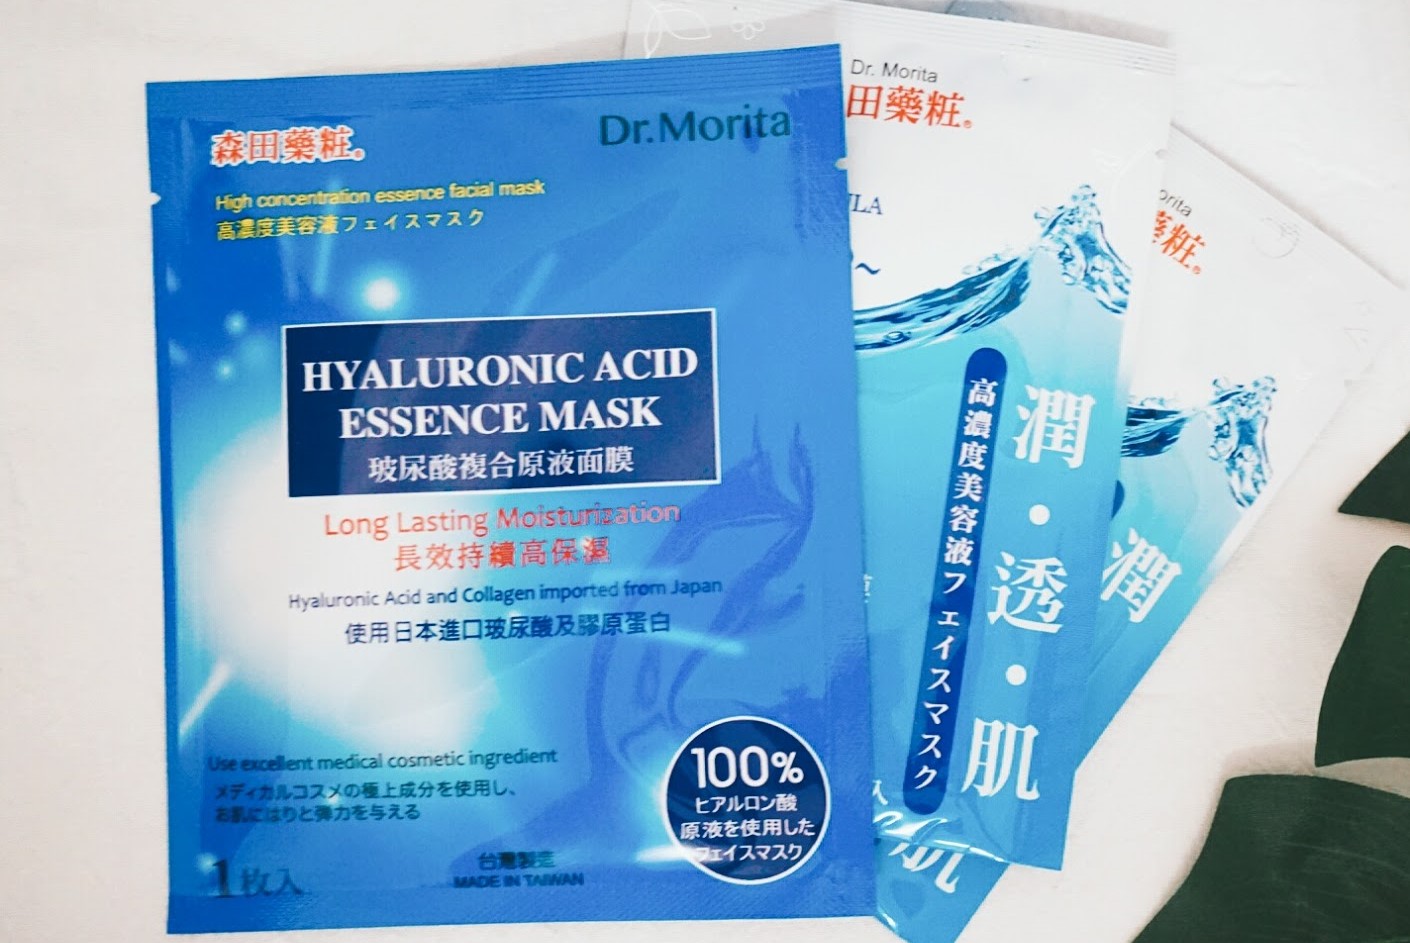 森田藥粧®
Dr.Morita
High concentration essence facial mask
高濃度美容液フェイスマスク
HYALURONIC ACID
ESSENCE MASK
玻尿酸複合原液面膜
Long Lasting Moisturization
長效持續高保濕
Hyaluronic Acid and Collagen imported from Japan
使用日本進口玻尿酸及膠原蛋白
Use excellent medical cosmetic ingredient
メディカルコスメの極上成分を使用し、
お肌にはりと弾力を与える
1枚入
台灣製造
MADE IN TAIWAN
100%
ヒアルロン酸
原液を使用した
フェイスマスク
Dr. Morita
田藥粧®
ULA
高濃度美容液フェイスマスク
潤・透・肌
orita
藥粧®
潤
肌